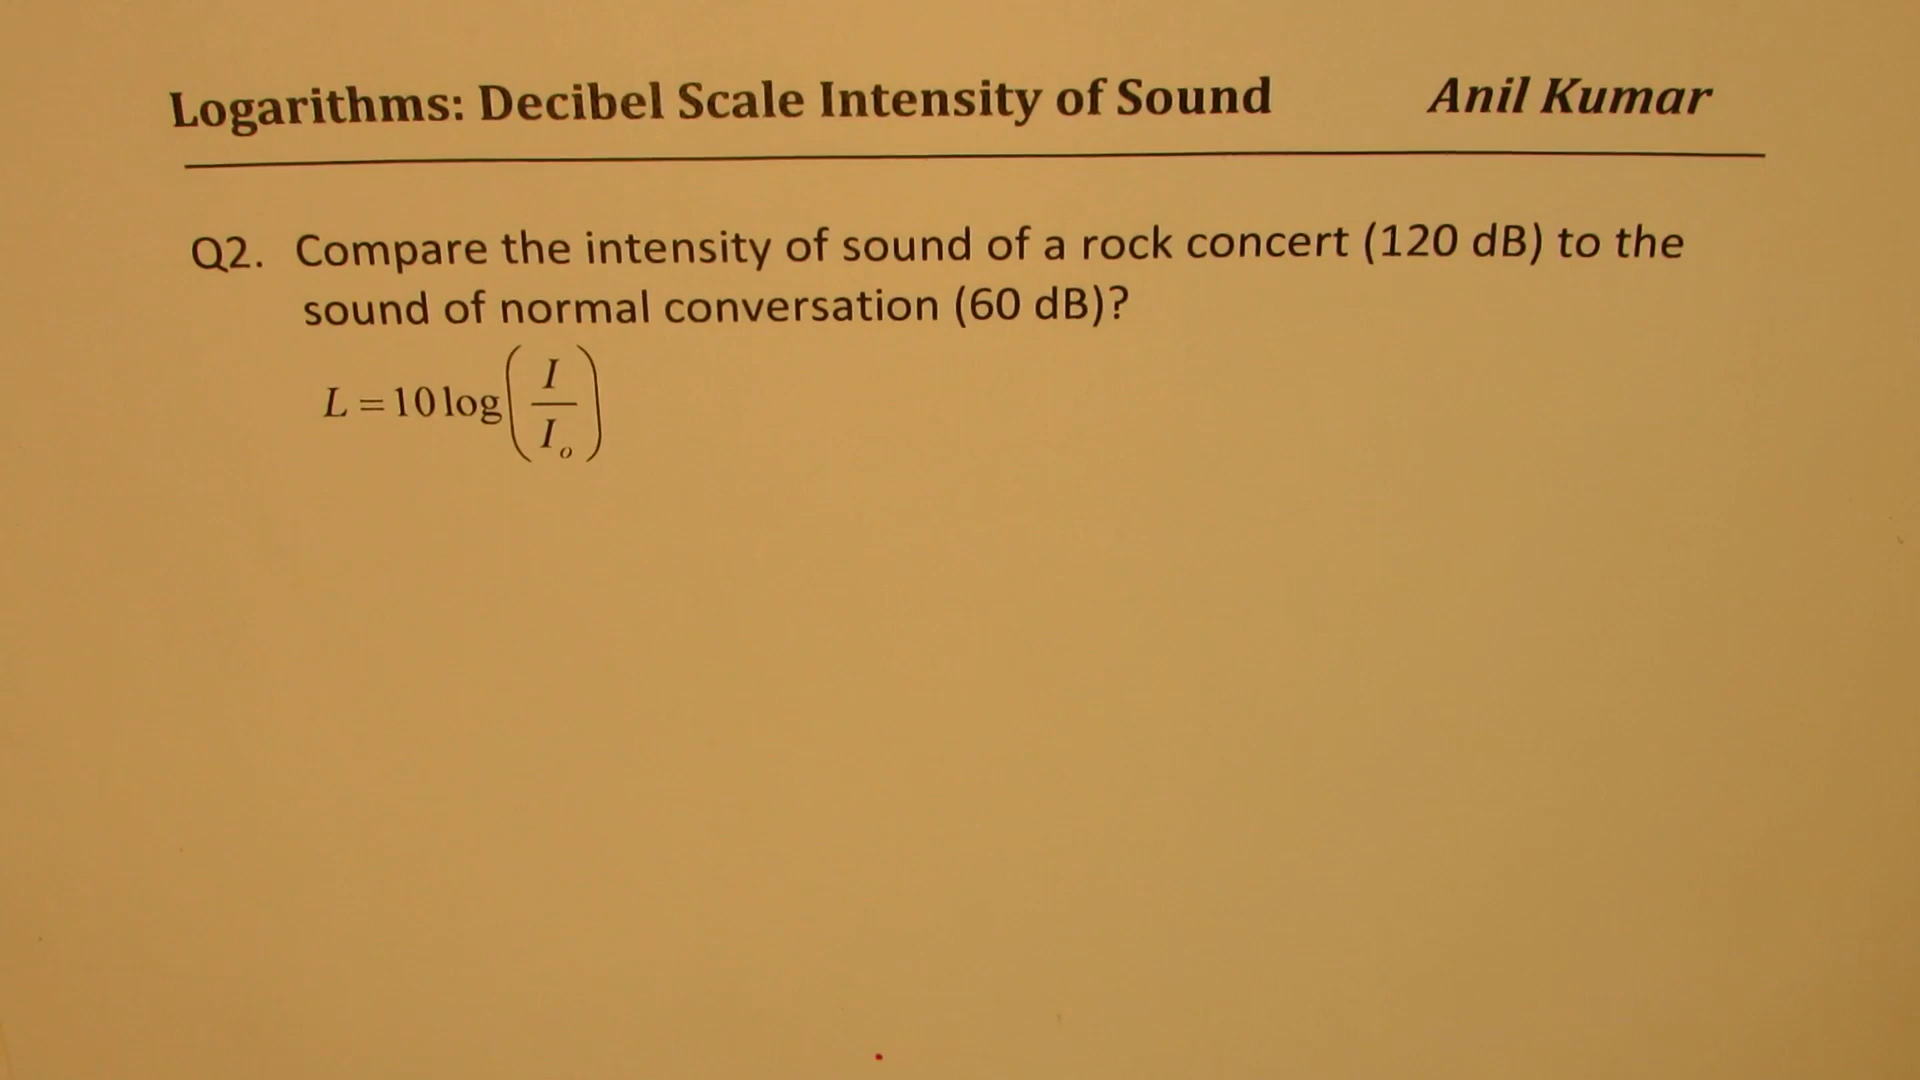 Logarithms: Decibel Scale Intensity of Sound Anil Kumar
Q2. Compare the intensity of sound of a rock concert (120 dB) to the
sound of normal conversation (60 dB)?
L = 10 log(I/I₀)